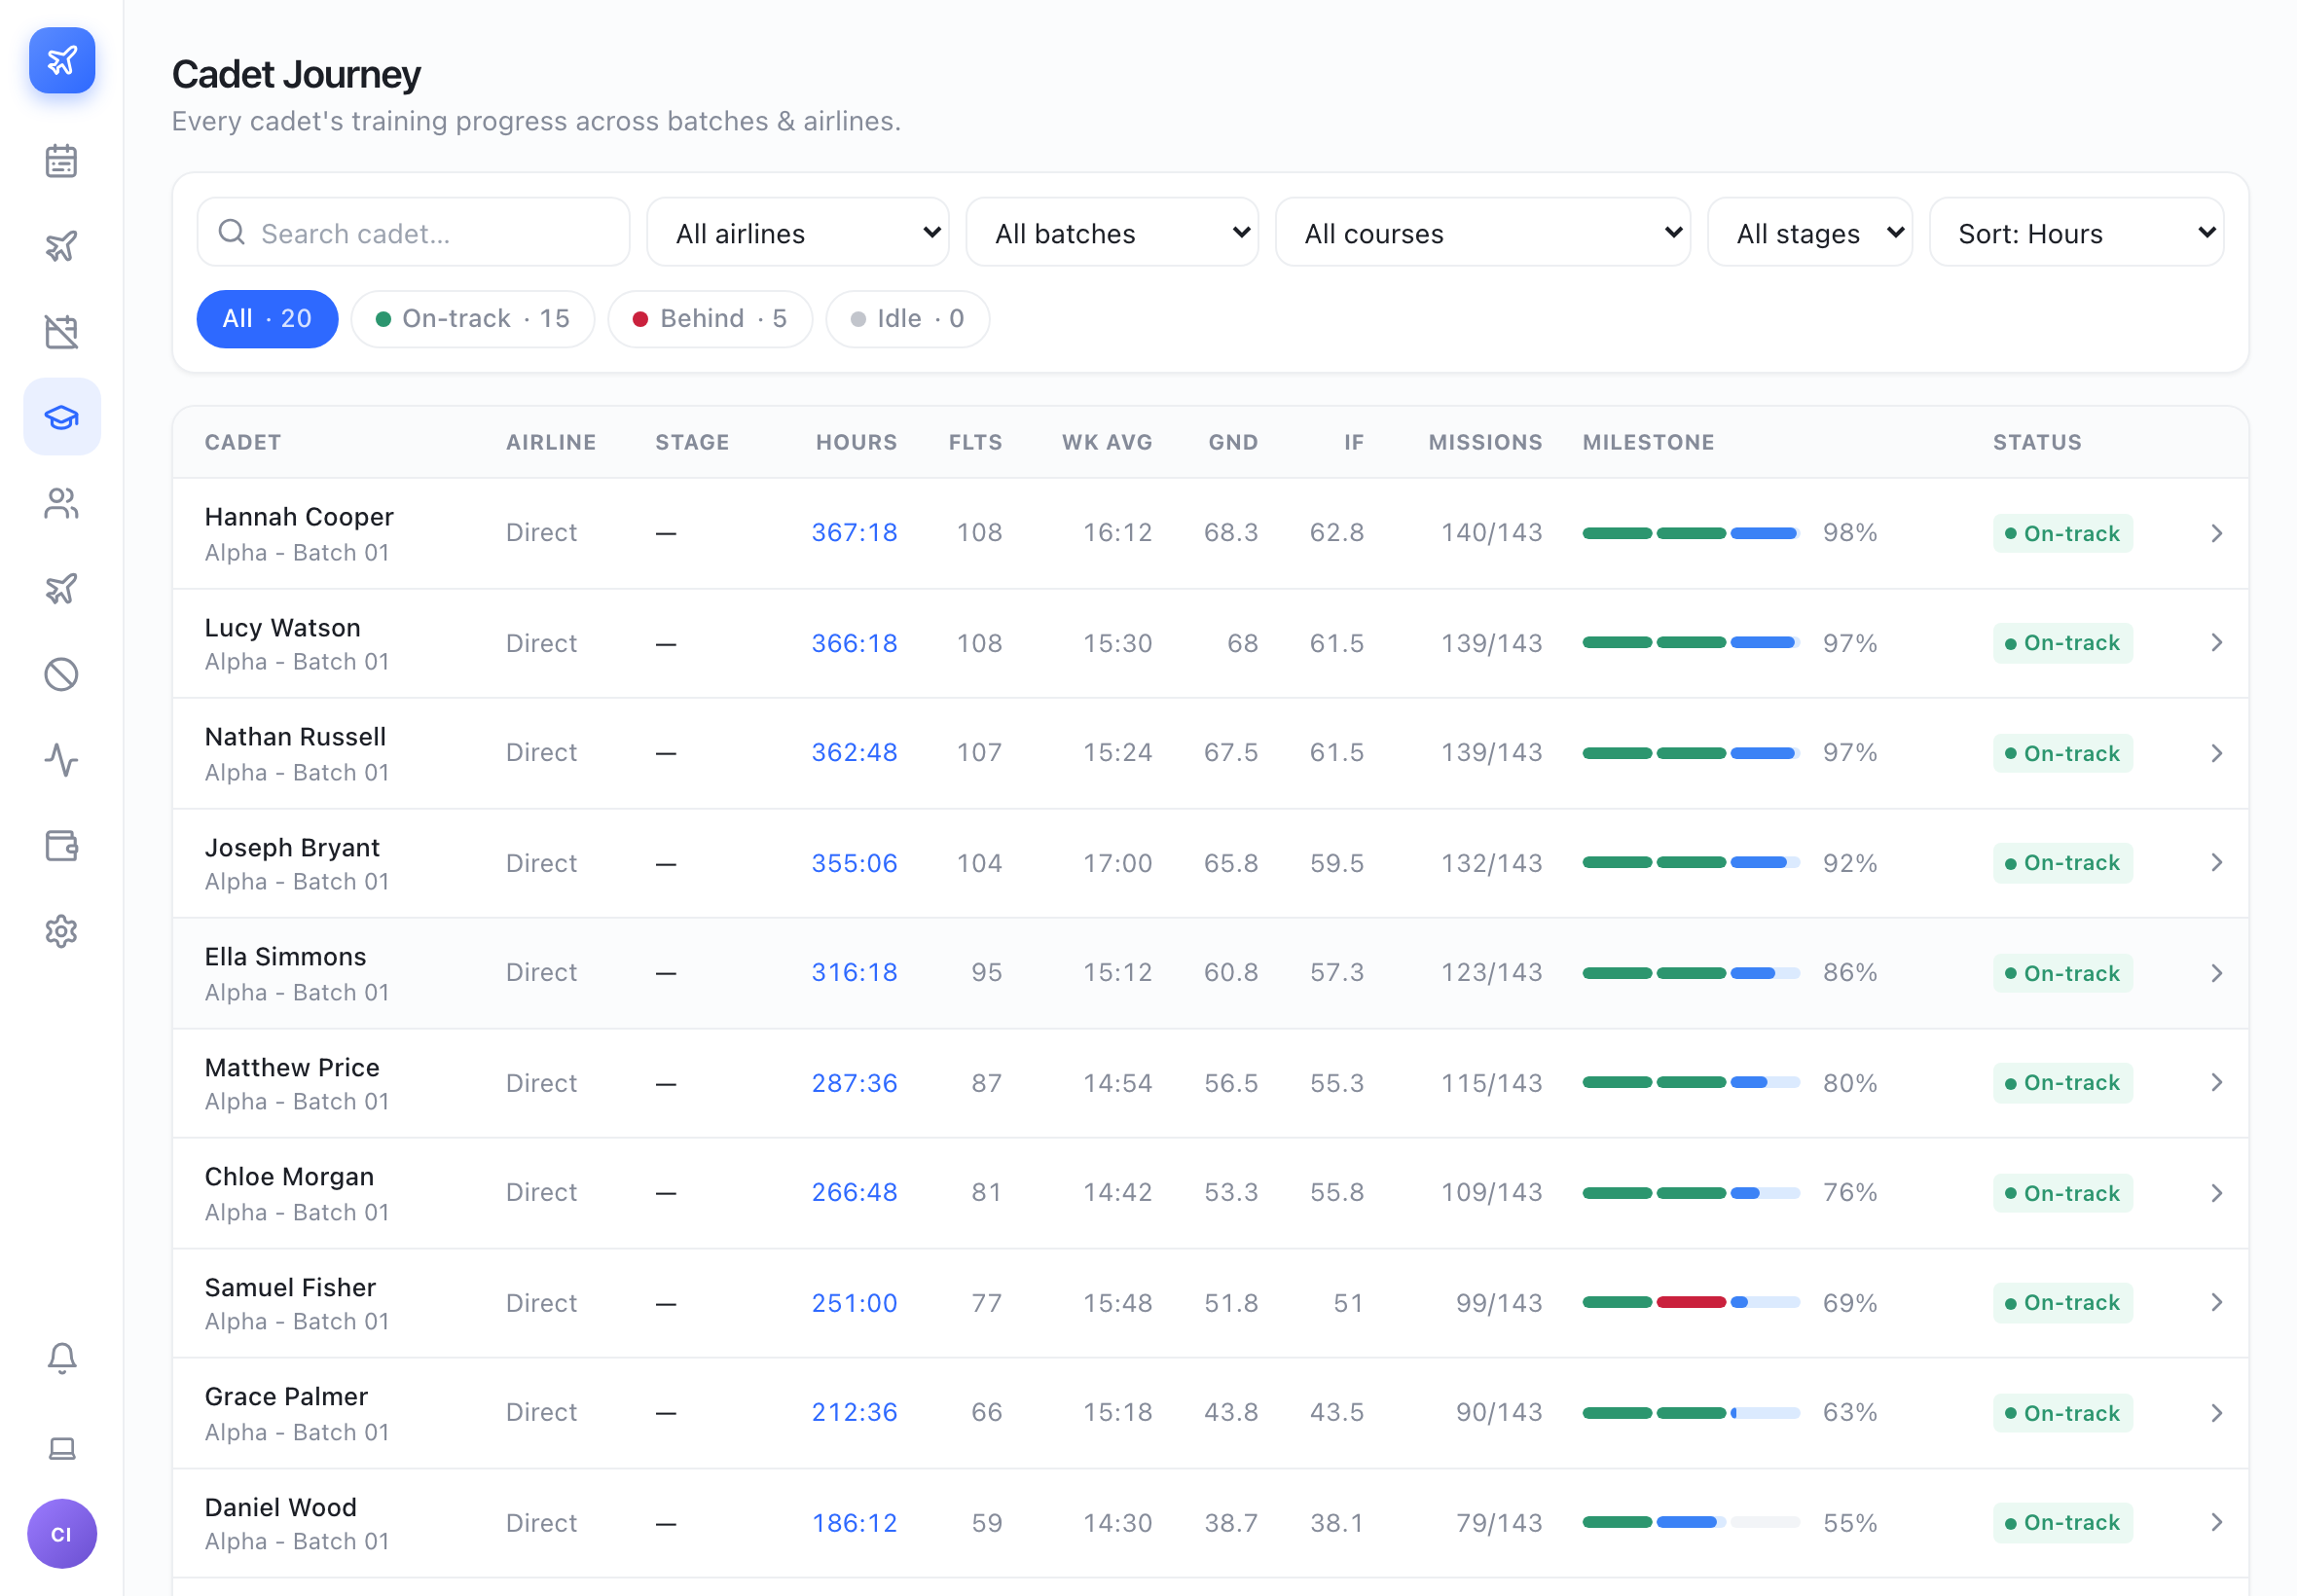 Cadet Journey
Every cadet's training progress across batches & airlines.
Search cadet...
All airlines
All batches
All courses
All stages
Sort: Hours
All · 20
On-track · 15
Behind · 5
Idle · 0
CADET AIRLINE STAGE HOURS FLTS WK AVG GND IF MISSIONS MILESTONE STATUS
Hannah Cooper
Alpha - Batch 01
Direct — 367:18 108 16:12 68.3 62.8 140/143 98% On-track
Lucy Watson
Alpha - Batch 01
Direct — 366:18 108 15:30 68 61.5 139/143 97% On-track
Nathan Russell
Alpha - Batch 01
Direct — 362:48 107 15:24 67.5 61.5 139/143 97% On-track
Joseph Bryant
Alpha - Batch 01
Direct — 355:06 104 17:00 65.8 59.5 132/143 92% On-track
Ella Simmons
Alpha - Batch 01
Direct — 316:18 95 15:12 60.8 57.3 123/143 86% On-track
Matthew Price
Alpha - Batch 01
Direct — 287:36 87 14:54 56.5 55.3 115/143 80% On-track
Chloe Morgan
Alpha - Batch 01
Direct — 266:48 81 14:42 53.3 55.8 109/143 76% On-track
Samuel Fisher
Alpha - Batch 01
Direct — 251:00 77 15:48 51.8 51 99/143 69% On-track
Grace Palmer
Alpha - Batch 01
Direct — 212:36 66 15:18 43.8 43.5 90/143 63% On-track
Daniel Wood
Alpha - Batch 01
Direct — 186:12 59 14:30 38.7 38.1 79/143 55% On-track
CI